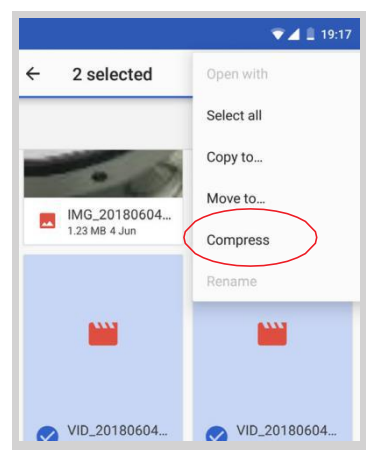 19:17
2 selected
Open with
Select all
Copy to…
Move to…
Compress
Rename
IMG_20180604...
1.23 MB 4 Jun
VID_20180604...
VID_20180604...